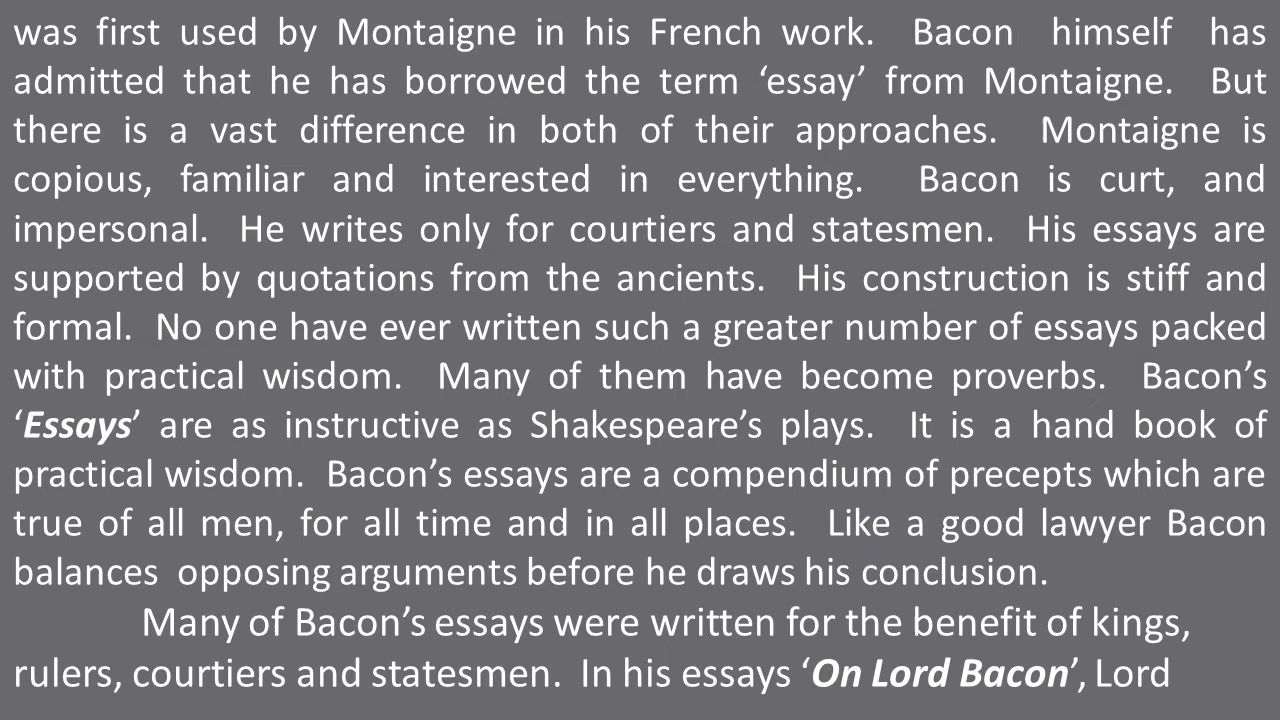 was first used by Montaigne in his French work. Bacon himself has
admitted that he has borrowed the term ‘essay’ from Montaigne. But
there is a vast difference in both of their approaches. Montaigne is
copious, familiar and interested in everything. Bacon is curt, and
impersonal. He writes only for courtiers and statesmen. His essays are
supported by quotations from the ancients. His construction is stiff and
formal. No one have ever written such a greater number of essays packed
with practical wisdom. Many of them have become proverbs. Bacon’s
‘Essays’ are as instructive as Shakespeare’s plays. It is a hand book of
practical wisdom. Bacon’s essays are a compendium of precepts which are
true of all men, for all time and in all places. Like a good lawyer Bacon
balances opposing arguments before he draws his conclusion.
Many of Bacon’s essays were written for the benefit of kings,
rulers, courtiers and statesmen. In his essays ‘On Lord Bacon’, Lord